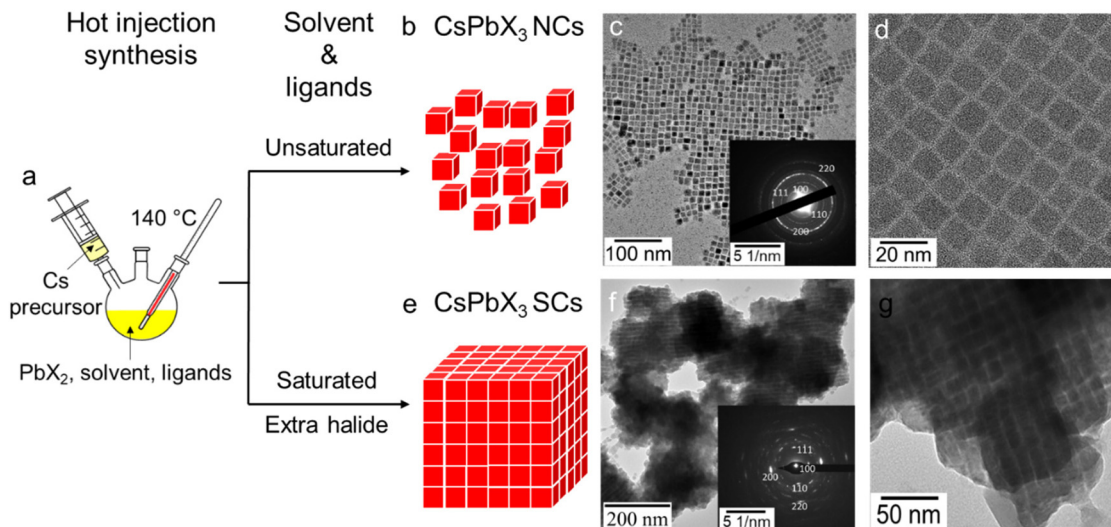 Hot injection
synthesis
Solvent
&
ligands
b CsPbX₃ NCs
c
d
Unsaturated
a
140 °C
Cs
precursor
PbX₂, solvent, ligands
220
111 100
110
200
100 nm
5 1/nm
20 nm
e CsPbX₃ SCs
f
g
Saturated
Extra halide
111
200 100
110
220
200 nm
5 1/nm
50 nm